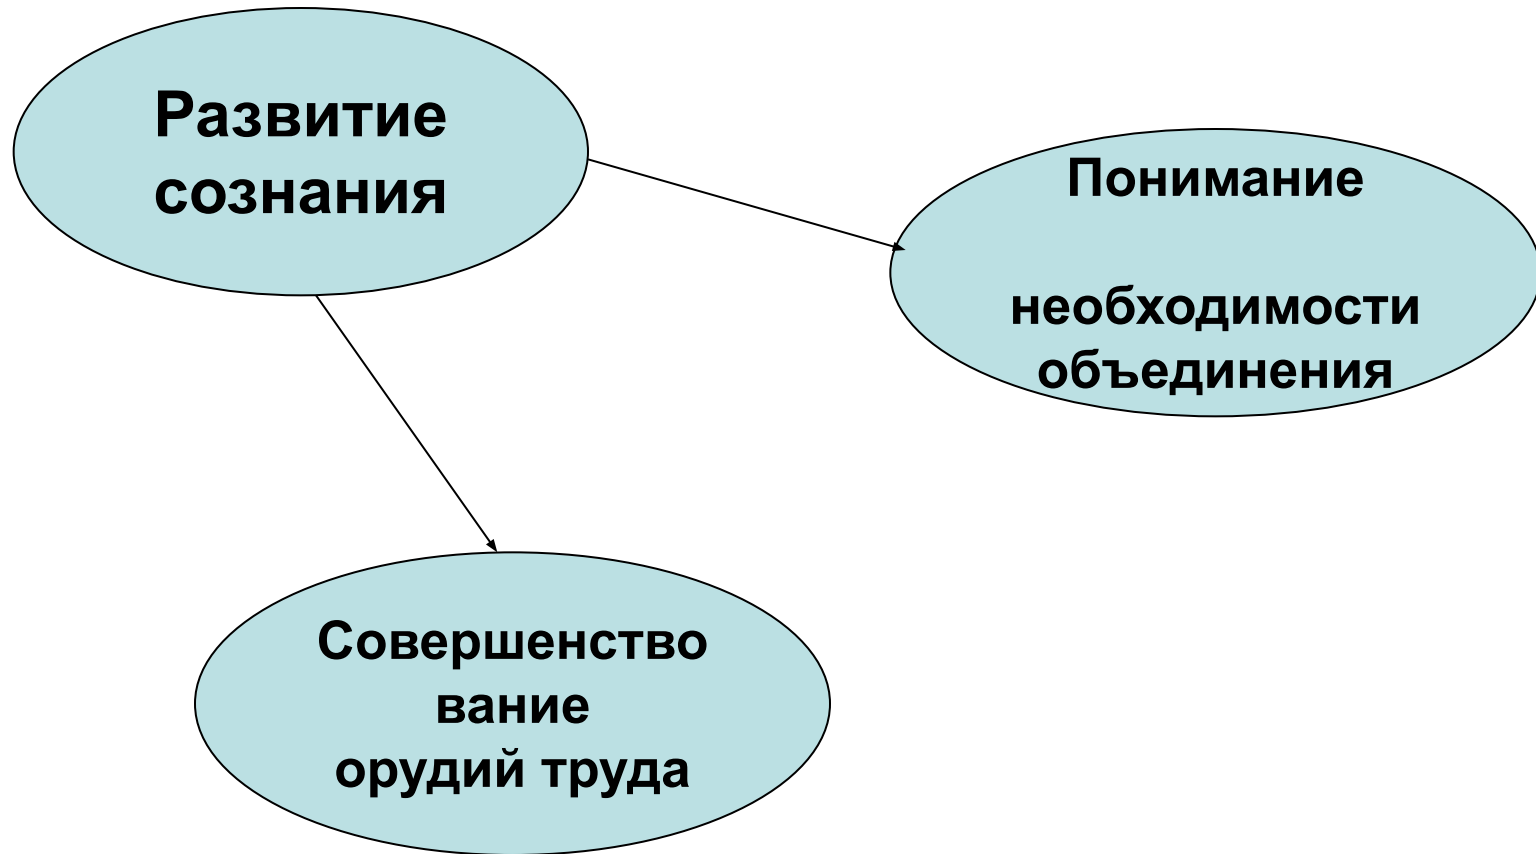 Развитие
сознания
Понимание
необходимости
объединения
Совершенство
вание
орудий труда